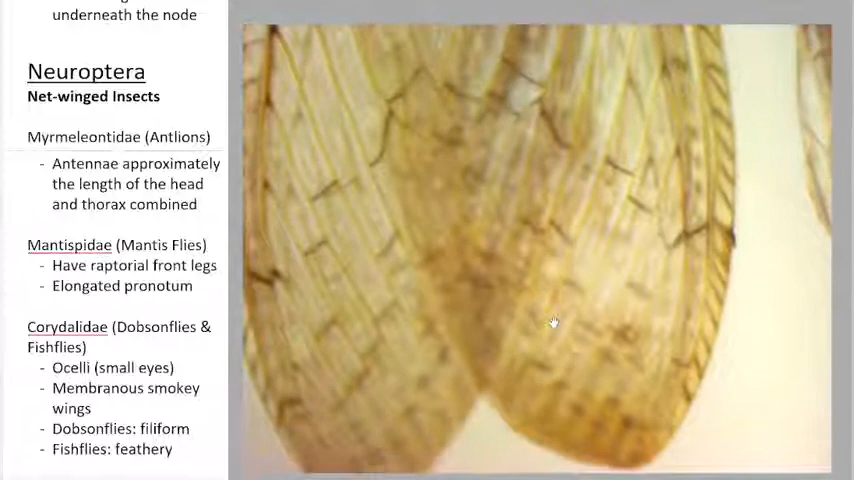 underneath the node
Neuroptera
Net-winged Insects
Myrmeleontidae (Antlions)
- Antennae approximately
the length of the head
and thorax combined
Mantispidae (Mantis Flies)
- Have raptorial front legs
- Elongated pronotum
Corydalidae (Dobsonflies &
Fishflies)
- Ocelli (small eyes)
- Membranous smokey
wings
- Dobsonflies: filiform
- Fishflies: feathery